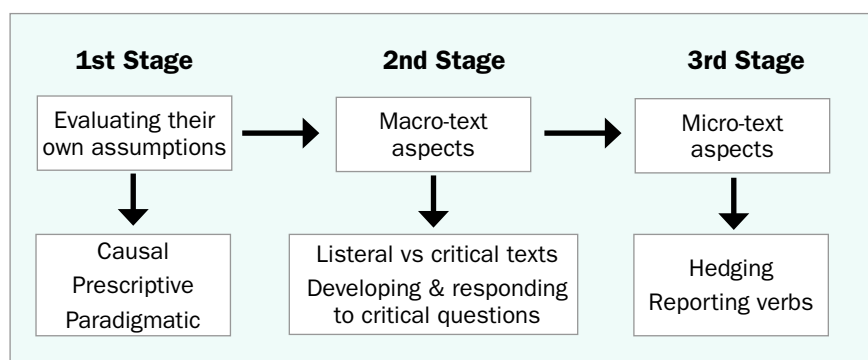 1st Stage
2nd Stage
3rd Stage
Evaluating their
own assumptions
Macro-text
aspects
Micro-text
aspects
Causal
Prescriptive
Paradigmatic
Listeral vs critical texts
Developing & responding
to critical questions
Hedging
Reporting verbs